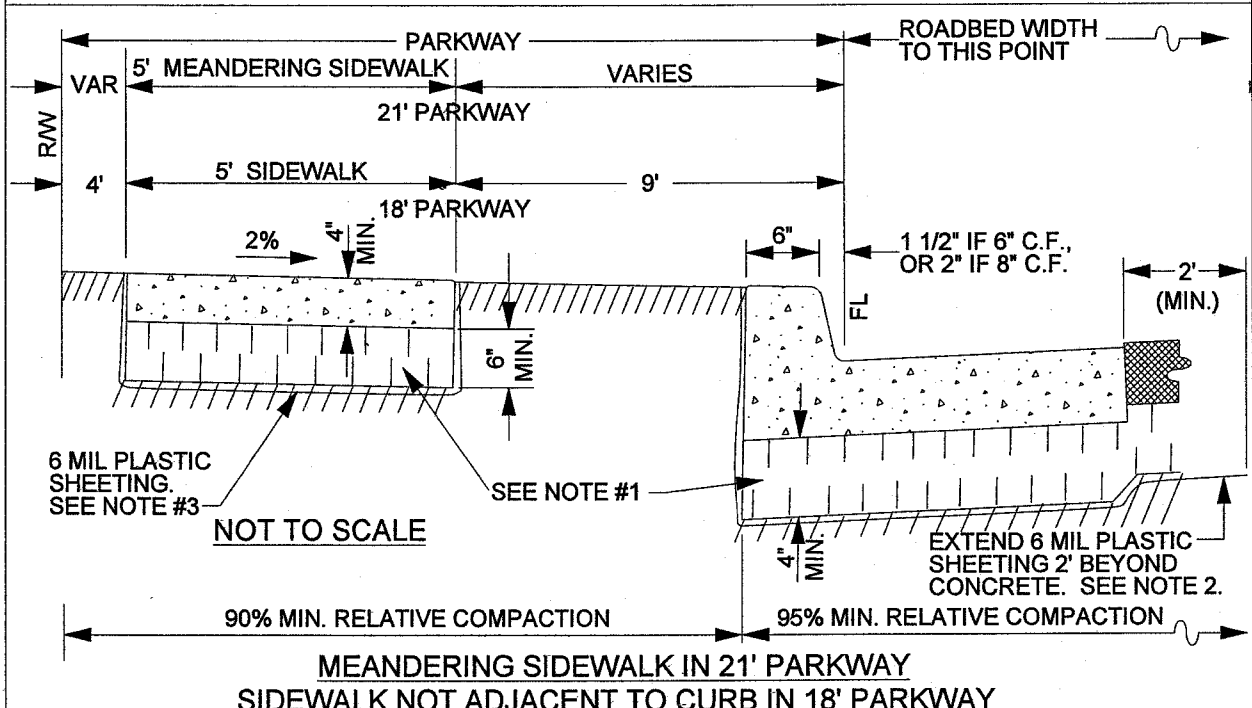 PARKWAY
ROADBED WIDTH
TO THIS POINT
VAR
5' MEANDERING SIDEWALK
VARIES
21' PARKWAY
R/W
4'
5' SIDEWALK
9'
18' PARKWAY
2%
4"
MIN.
6"
1 1/2" IF 6" C.F.,
OR 2" IF 8" C.F.
2'
(MIN.)
FL
6"
MIN.
6 MIL PLASTIC
SHEETING.
SEE NOTE #3
SEE NOTE #1
NOT TO SCALE
4"
MIN.
EXTEND 6 MIL PLASTIC
SHEETING 2' BEYOND
CONCRETE. SEE NOTE 2.
90% MIN. RELATIVE COMPACTION
95% MIN. RELATIVE COMPACTION
MEANDERING SIDEWALK IN 21' PARKWAY
SIDEWALK NOT ADJACENT TO CURB IN 18' PARKWAY